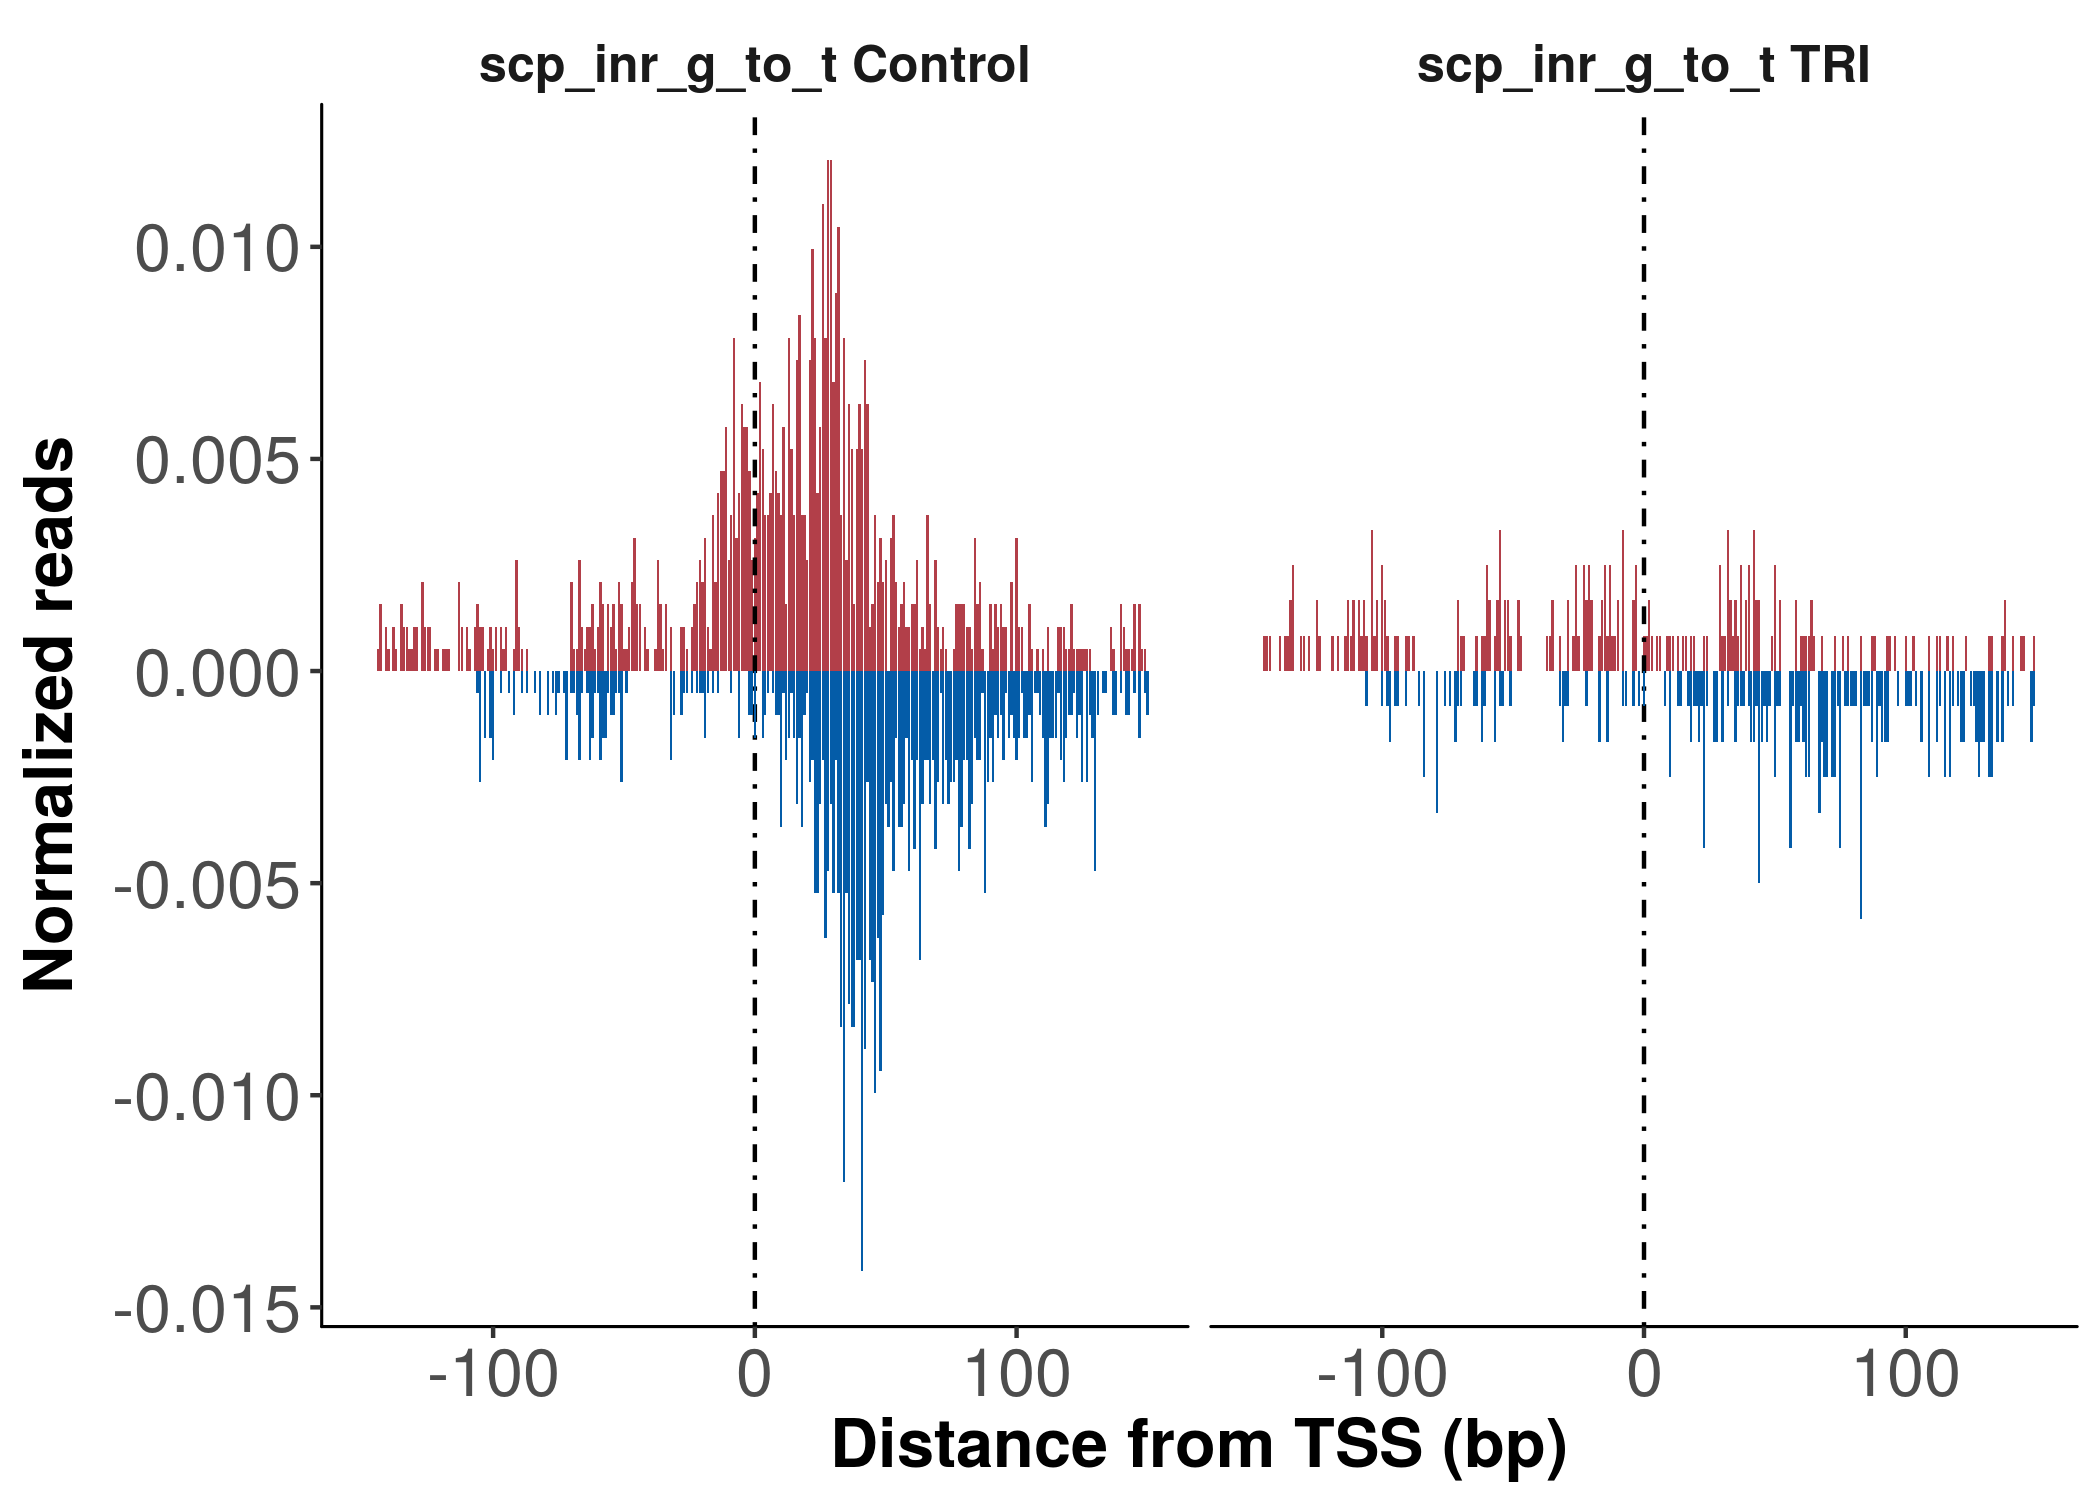 scp_inr_g_to_t Control
scp_inr_g_to_t TRI
Normalized reads
0.010
0.005
0.000
-0.005
-0.010
-0.015
-100 0 100
-100 0 100
Distance from TSS (bp)